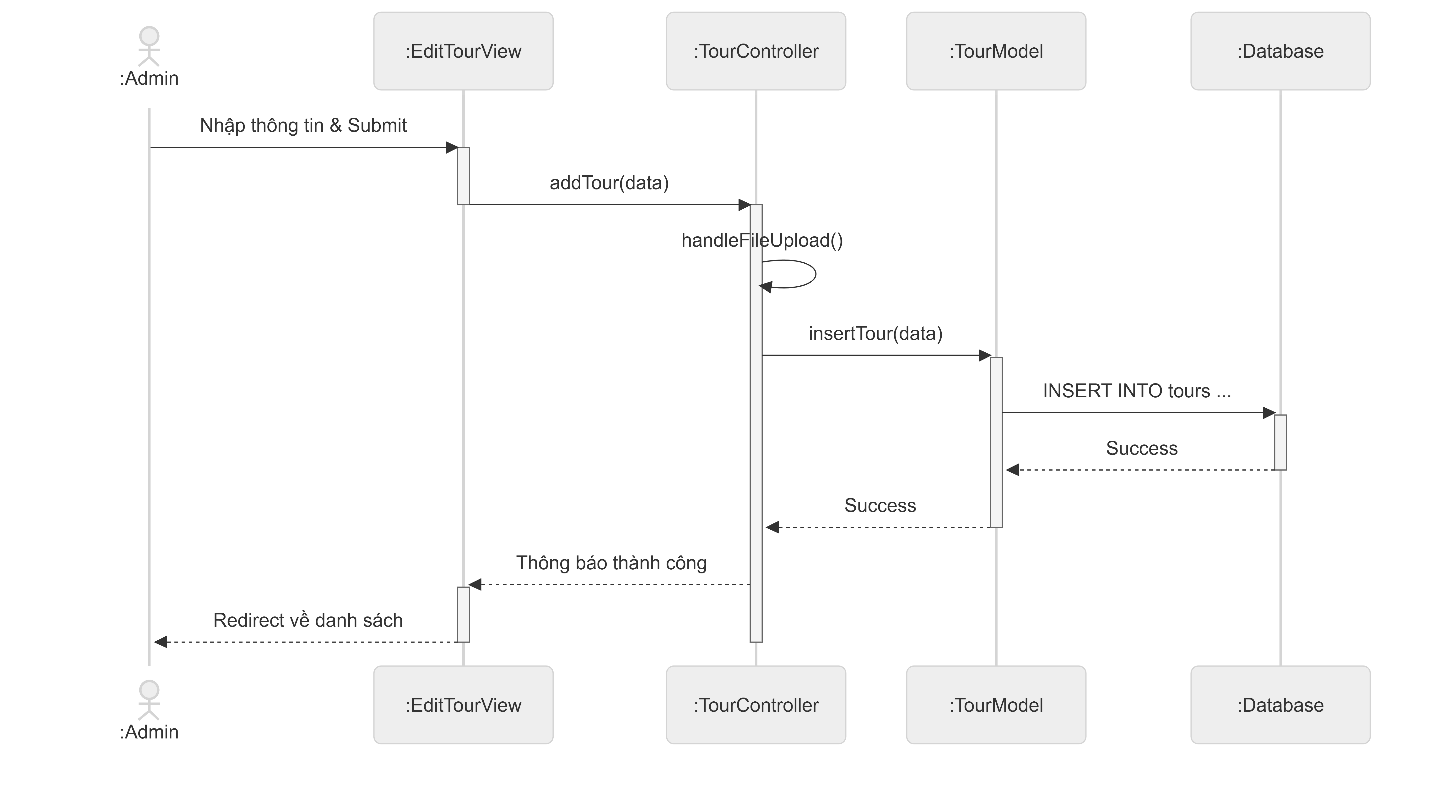 :Admin
:EditTourView
:TourController
:TourModel
:Database
Nhập thông tin & Submit
addTour(data)
handleFileUpload()
insertTour(data)
INSERT INTO tours ...
Success
Success
Thông báo thành công
Redirect về danh sách
:Admin
:EditTourView
:TourController
:TourModel
:Database